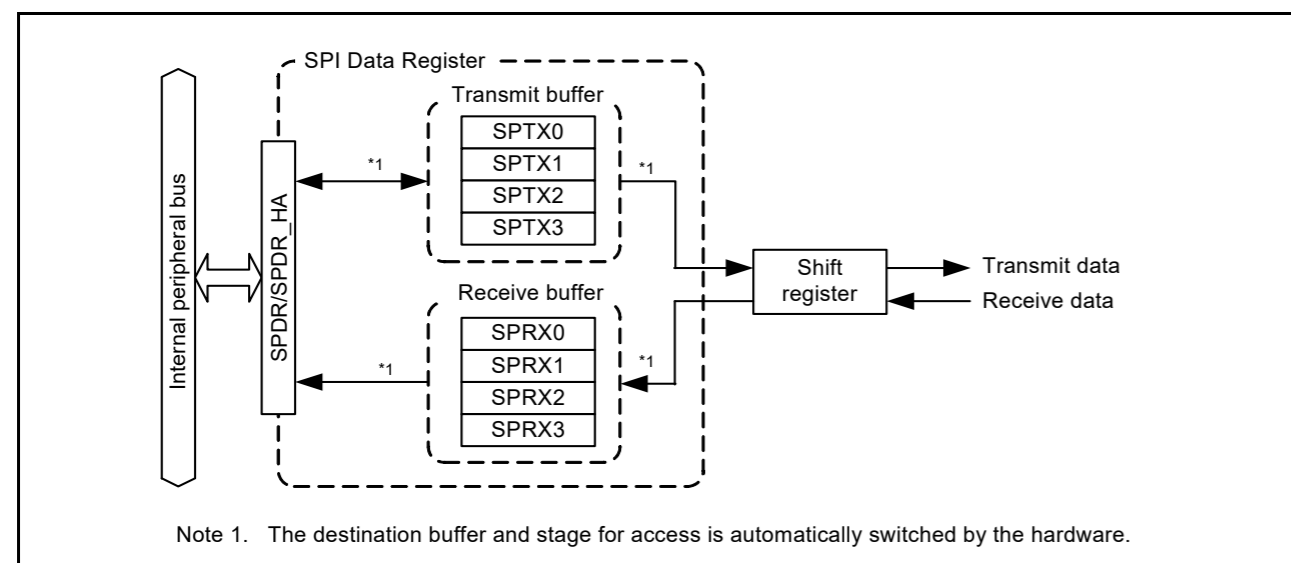 SPI Data Register
Transmit buffer
SPTX0
SPTX1
SPTX2
SPTX3
*1
*1
Internal peripheral bus
SPDR/SPDR_HA
Shift
register
Transmit data
Receive data
Receive buffer
SPRX0
SPRX1
SPRX2
SPRX3
*1
*1
Note 1. The destination buffer and stage for access is automatically switched by the hardware.